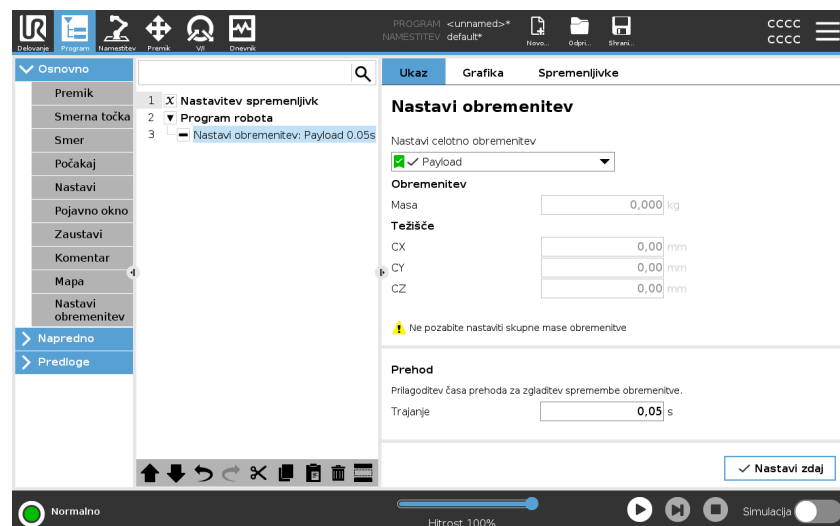 UR
PROGRAM <unnamed>*
NAMESTITEV default*
Delovanje
Program
Namestitev
Premik
V/I
Dnevnik
Novo...
Odpri...
Shrani...
CCCC
CCCC
Osnovno
Premik
Smerna točka
Smer
Počakaj
Nastavi
Pojavno okno
Zaustavi
Komentar
Mapa
Nastavi
obremenitev
Napredno
Predloge
1 X Nastavitev spremenljivk
2 Program robota
3 Nastavi obremenitev: Payload 0.05s
Ukaz
Grafika
Spremenljivke
Nastavi obremenitev
Nastavi celotno obremenitev
Payload
Obremenitev
Masa 0,000 kg
Težišče
CX 0,00 mm
CY 0,00 mm
CZ 0,00 mm
Ne pozabite nastaviti skupne mase obremenitve
Prehod
Prilagoditev časa prehoda za zgladitev spremembe obremenitve.
Trajanje 0,05 s
Nastavi zdaj
Normalno
Hitrost 100%
Simulacija